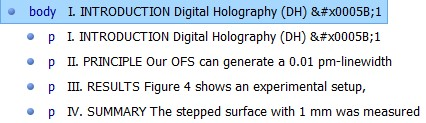 body I. INTRODUCTION Digital Holography (DH) &#x0005B;1
p I. INTRODUCTION Digital Holography (DH) &#x0005B;1
p II. PRINCIPLE Our OFS can generate a 0.01 pm-linewidth
p III. RESULTS Figure 4 shows an experimental setup,
p IV. SUMMARY The stepped surface with 1 mm was measured